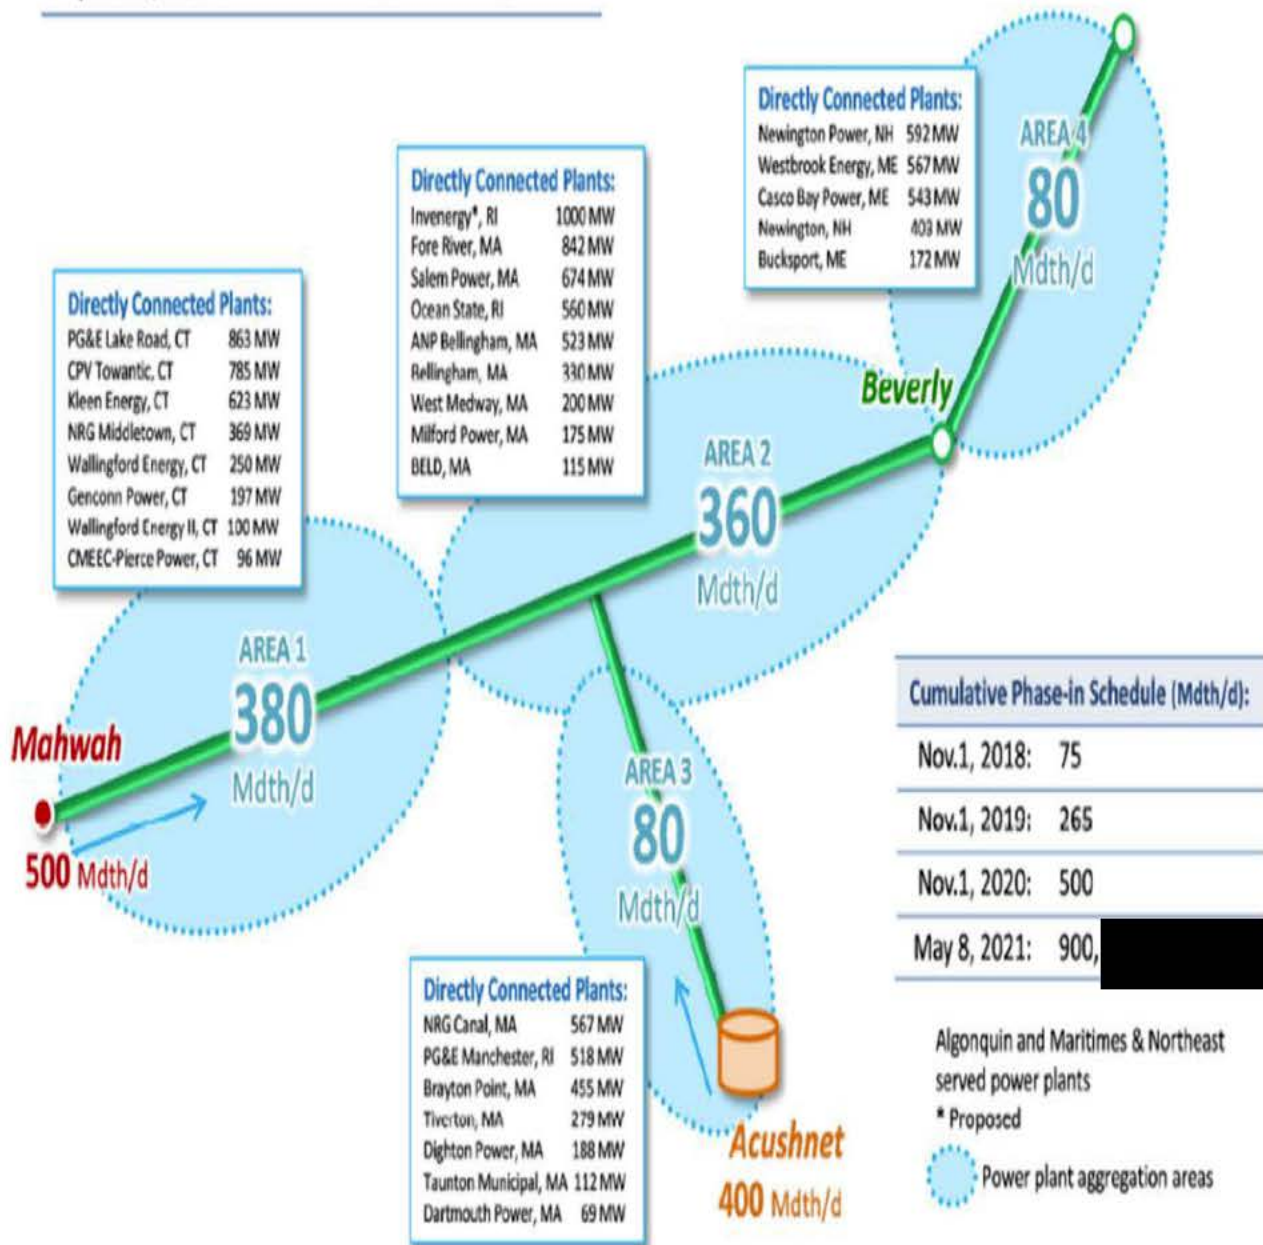 Directly Connected Plants:
Newington Power, NH 592 MW
Westbrook Energy, ME 567 MW
Casco Bay Power, ME 543 MW
Newington, NH 403 MW
Bucksport, ME 172 MW
AREA 4
80
Mdth/d
Directly Connected Plants:
Invenergy*, RI 1000 MW
Fore River, MA 842 MW
Salem Power, MA 674 MW
Ocean State, RI 560 MW
ANP Bellingham, MA 523 MW
Bellingham, MA 330 MW
West Medway, MA 200 MW
Milford Power, MA 175 MW
BELD, MA 115 MW
Directly Connected Plants:
PG&E Lake Road, CT 863 MW
CPV Towantic, CT 785 MW
Kleen Energy, CT 623 MW
NRG Middletown, CT 369 MW
Wallingford Energy, CT 250 MW
Genconn Power, CT 197 MW
Wallingford Energy II, CT 100 MW
CMEEC-Pierce Power, CT 96 MW
Beverly
AREA 2
360
Mdth/d
AREA 1
380
Mdth/d
Mahwah
500 Mdth/d
AREA 3
80
Mdth/d
Cumulative Phase-in Schedule (Mdth/d):
Nov.1, 2018: 75
Nov.1, 2019: 265
Nov.1, 2020: 500
May 8, 2021: 900,
Directly Connected Plants:
NRG Canal, MA 567 MW
PG&E Manchester, RI 518 MW
Brayton Point, MA 455 MW
Tiverton, MA 279 MW
Dighton Power, MA 188 MW
Taunton Municipal, MA 112 MW
Dartmouth Power, MA 69 MW
Acushnet
400 Mdth/d
Algonquin and Maritimes & Northeast
served power plants
* Proposed
Power plant aggregation areas